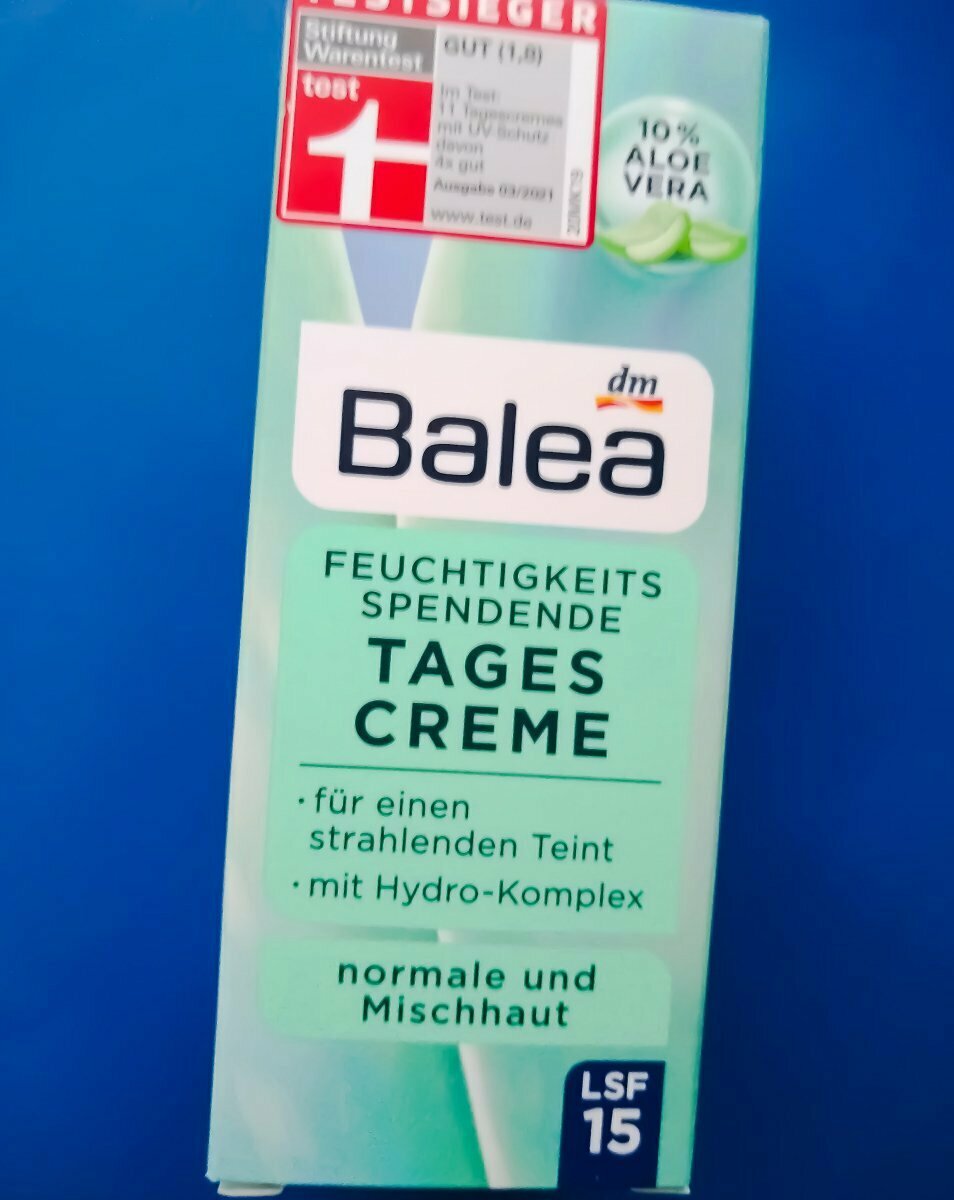 TESTSIEGER
Stiftung
Warentest
test
GUT (1,8)
Im Test:
11 Tagescremes
mit UV-Schutz
davon
4x gut
Ausgabe 03/2021
www.test.de
10 %
ALOE
VERA
dm
Balea
FEUCHTIGKEITS
SPENDENDE
TAGES
CREME
· für einen
strahlenden Teint
· mit Hydro-Komplex
normale und
Mischhaut
LSF
15